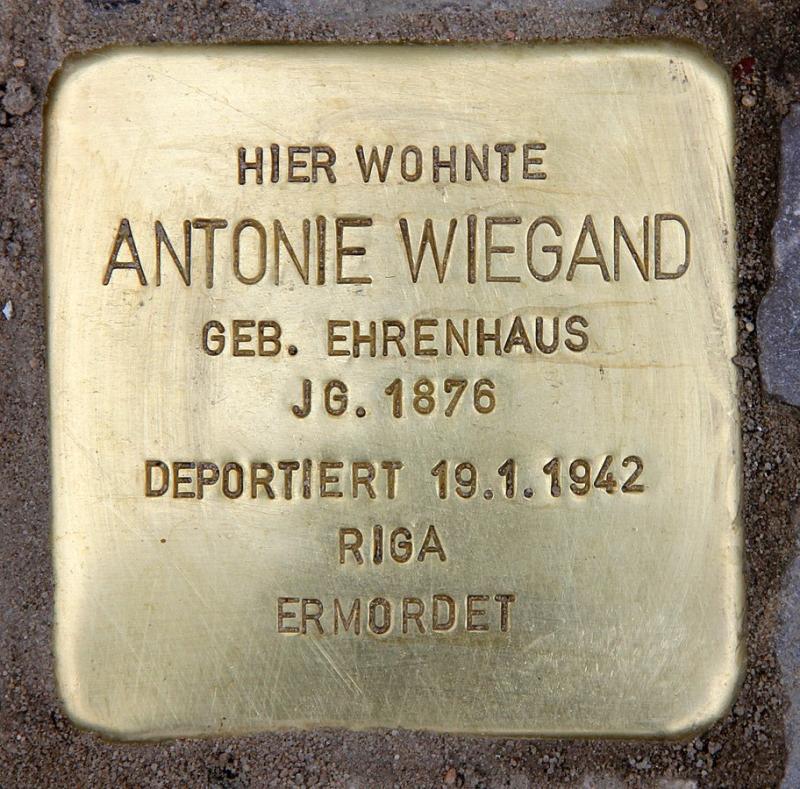 HIER WOHNTE
ANTONIE WIEGAND
GEB. EHRENHAUS
JG. 1876
DEPORTIERT 19.1.1942
RIGA
ERMORDET